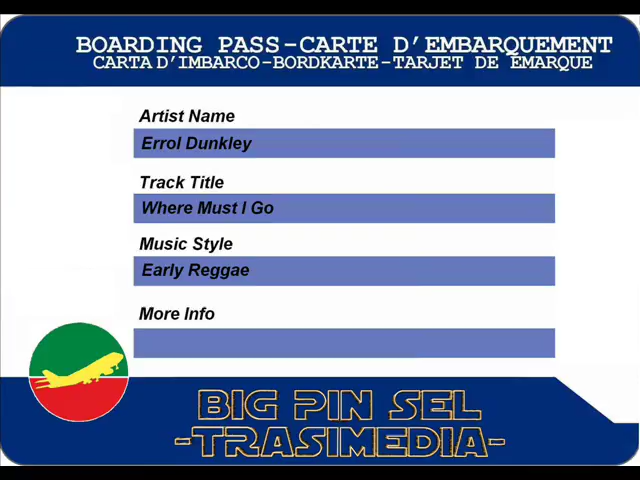 BOARDING PASS-CARTE D'EMBARQUEMENT
CARTA D'IMBARCO-BORDKARTE-TARJET DE EMARQUE
Artist Name
Errol Dunkley
Track Title
Where Must I Go
Music Style
Early Reggae
More Info
BIG PIN SEL
-TRASIMEDIA-